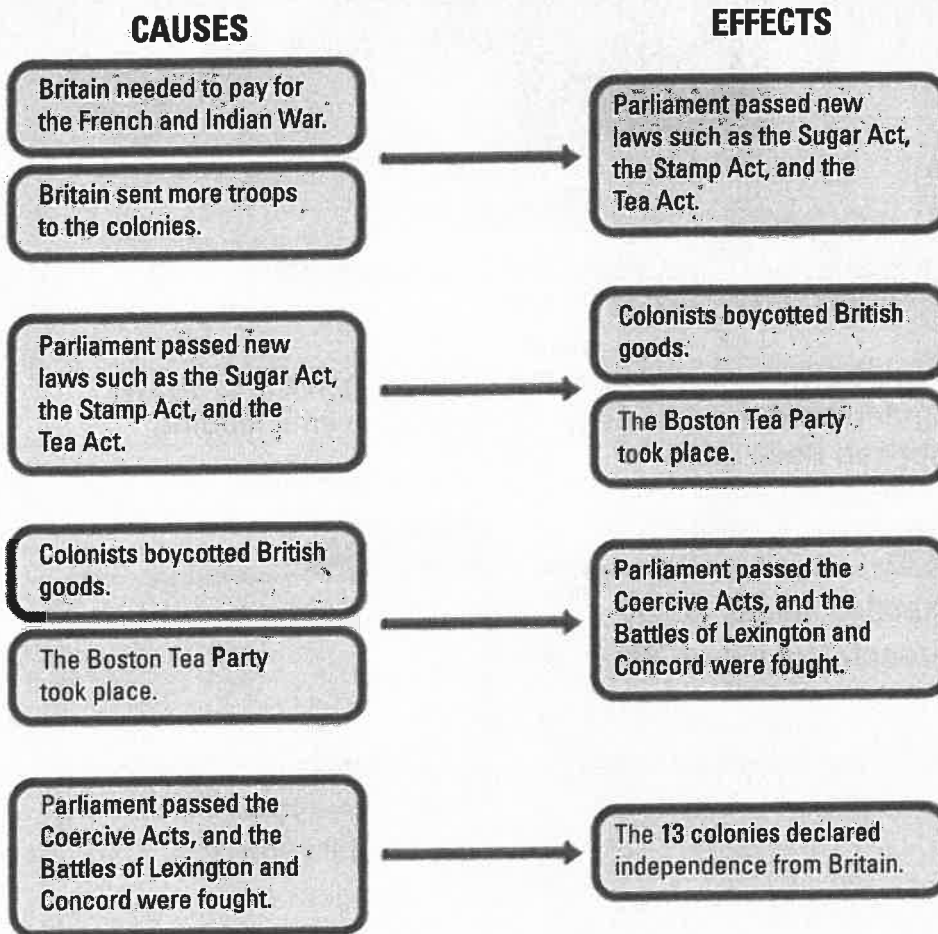 CAUSES
EFFECTS
Britain needed to pay for
the French and Indian War.
Britain sent more troops
to the colonies.
Parliament passed new
laws such as the Sugar Act,
the Stamp Act, and the
Tea Act.
Parliament passed new
laws such as the Sugar Act,
the Stamp Act, and the
Tea Act.
Colonists boycotted British
goods.
The Boston Tea Party
took place.
Colonists boycotted British
goods.
The Boston Tea Party
took place.
Parliament passed the
Coercive Acts, and the
Battles of Lexington and
Concord were fought.
Parliament passed the
Coercive Acts, and the
Battles of Lexington and
Concord were fought.
The 13 colonies declared
independence from Britain.